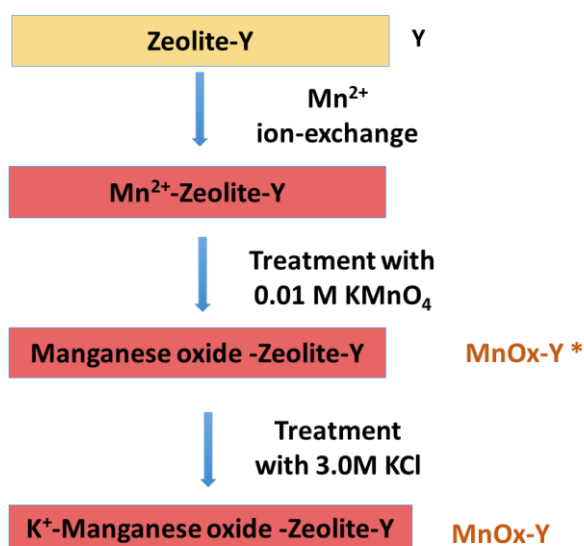 Zeolite-Y Y
Mn²⁺
ion-exchange
Mn²⁺-Zeolite-Y
Treatment with
0.01 M KMnO₄
Manganese oxide -Zeolite-Y MnOx-Y *
Treatment
with 3.0M KCl
K⁺-Manganese oxide -Zeolite-Y MnOx-Y